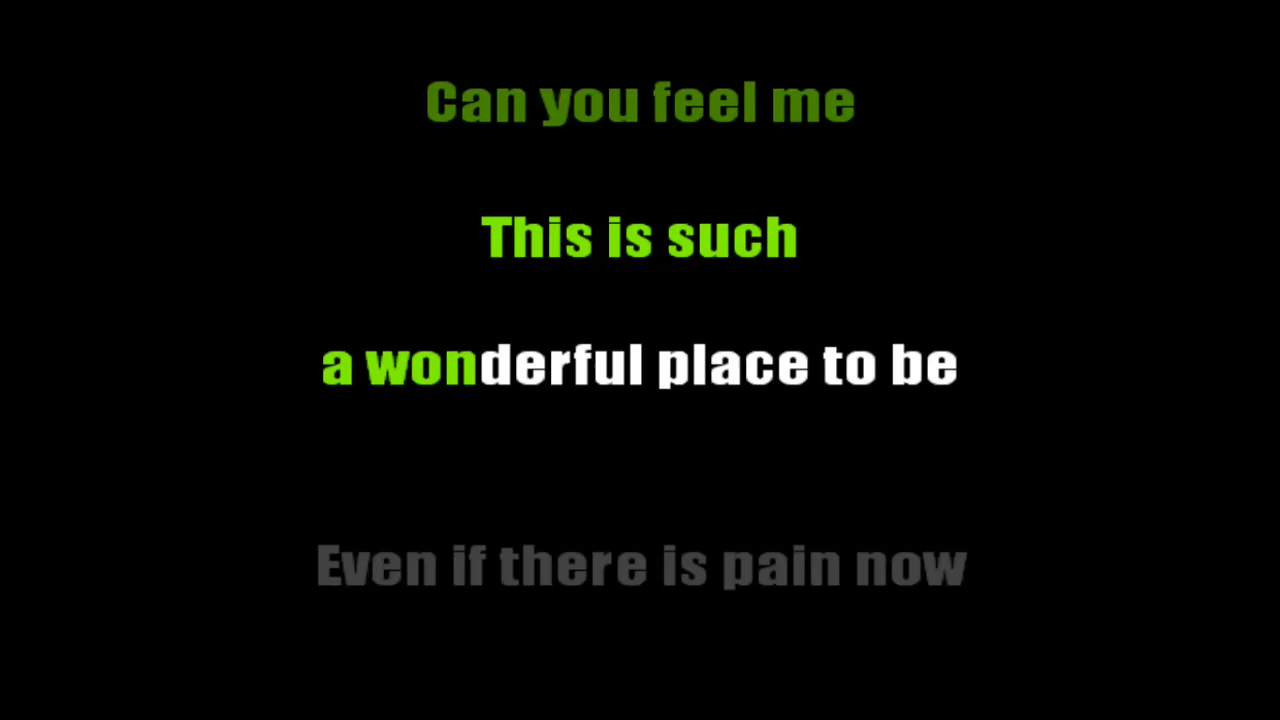 Can you feel me
This is such
a wonderful place to be
Even if there is pain now